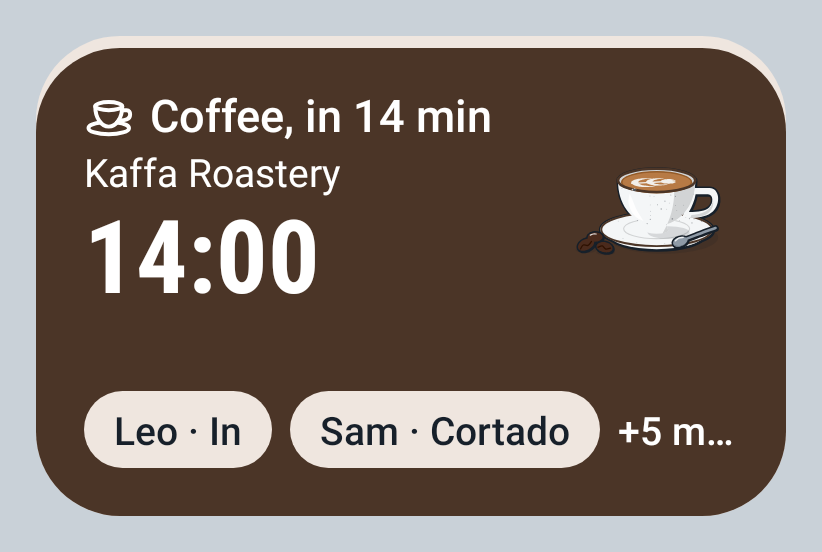 Coffee, in 14 min
Kaffa Roastery
14:00
Leo · In
Sam · Cortado
+5 m…